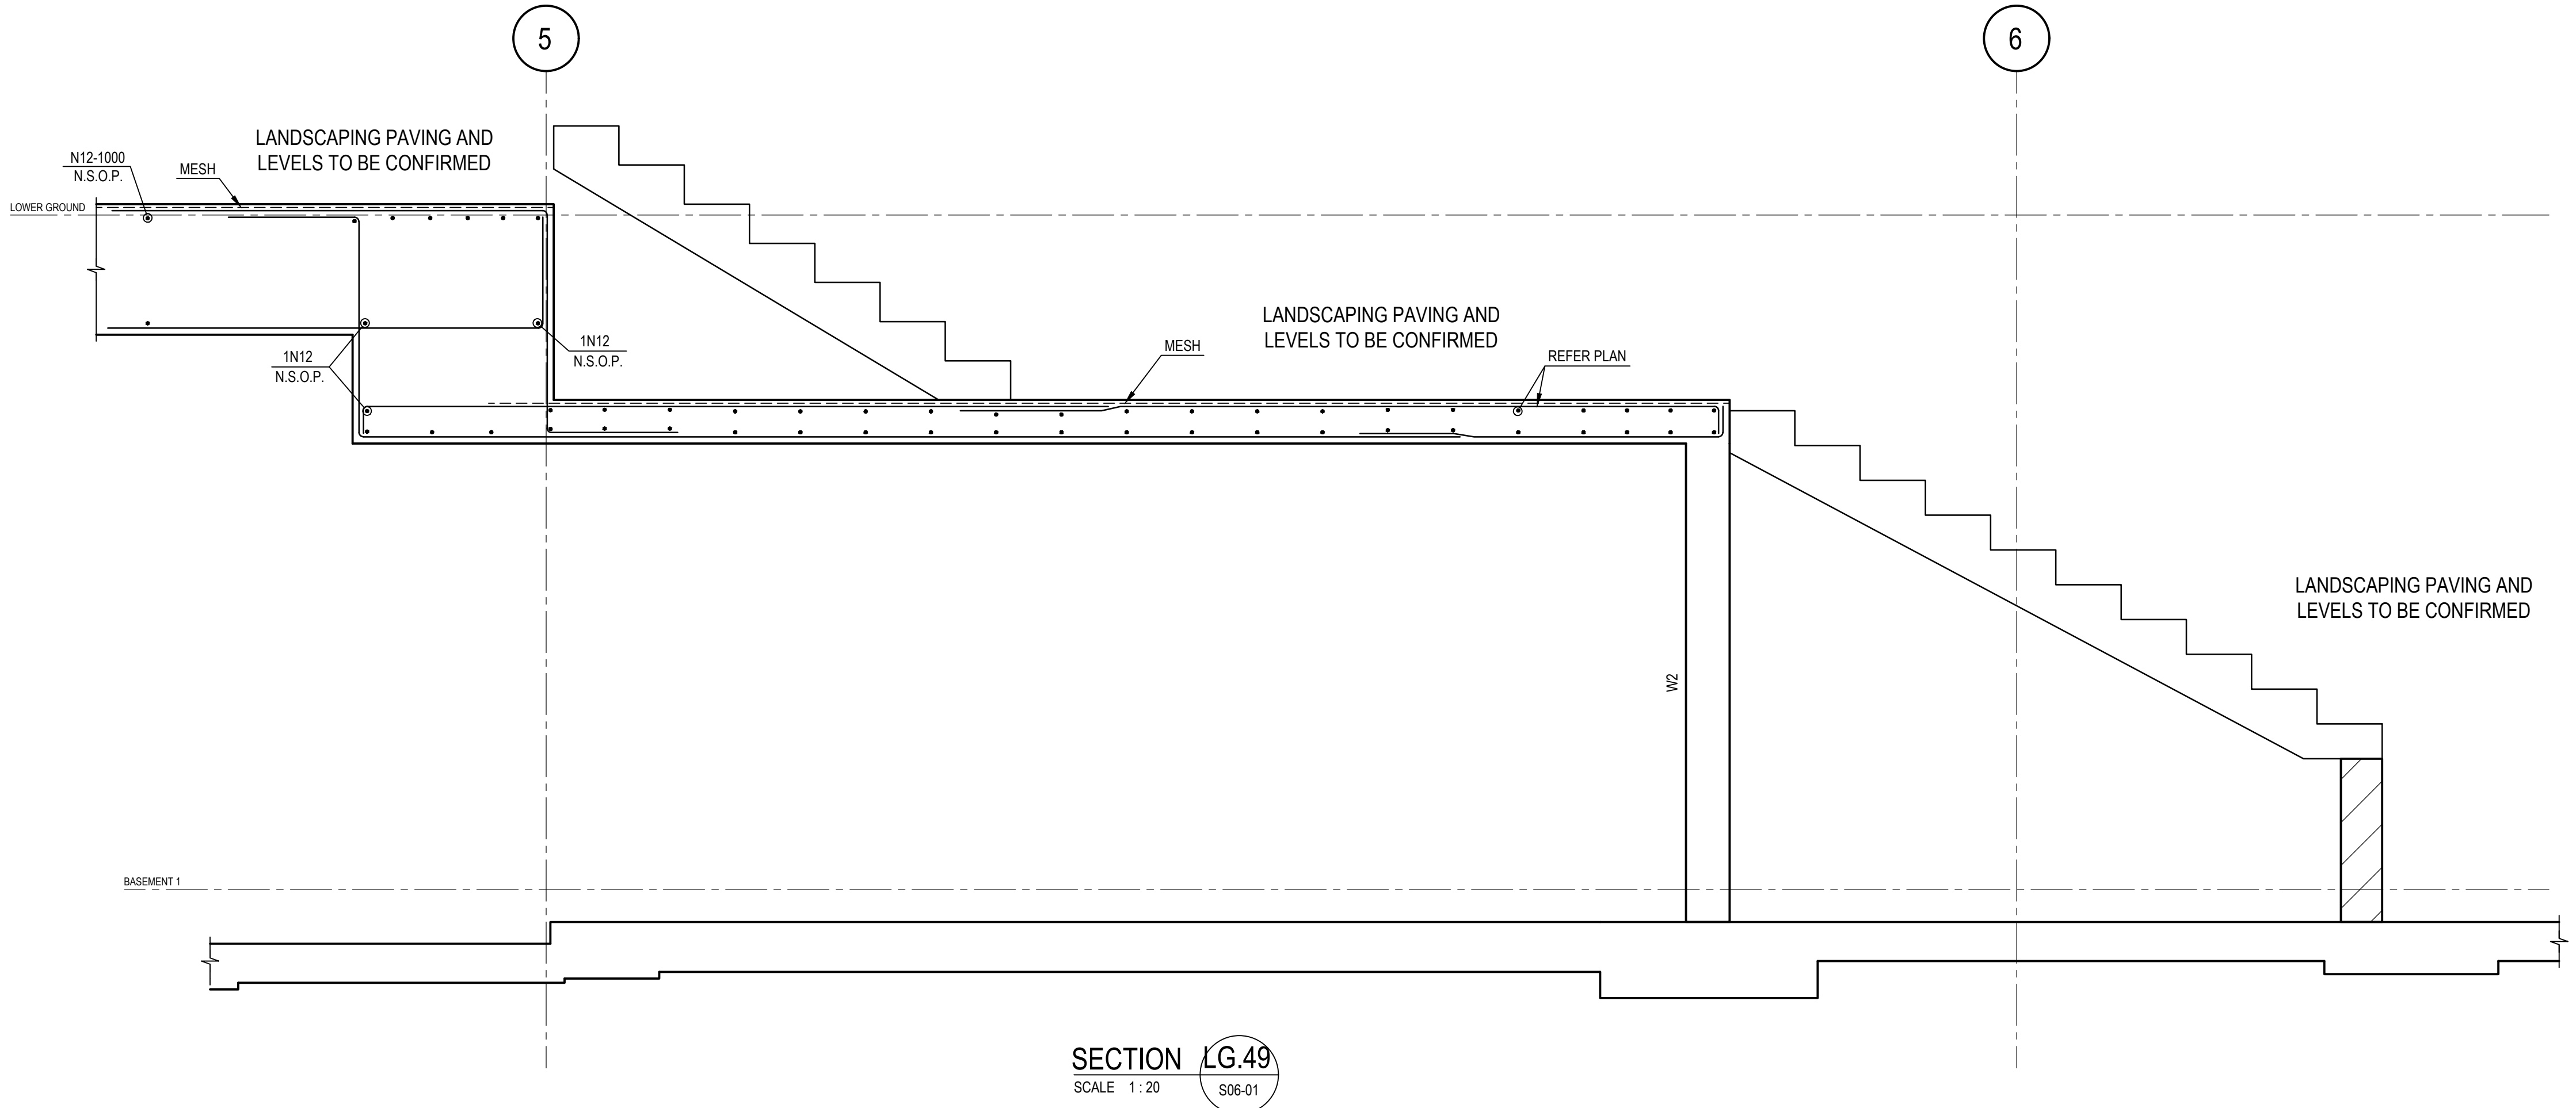 5
6
LANDSCAPING PAVING AND
LEVELS TO BE CONFIRMED
N12-1000
N.S.O.P.
MESH
LOWER GROUND
1N12
N.S.O.P.
1N12
N.S.O.P.
LANDSCAPING PAVING AND
LEVELS TO BE CONFIRMED
MESH
REFER PLAN
LANDSCAPING PAVING AND
LEVELS TO BE CONFIRMED
W2
BASEMENT 1
SECTION LG.49
SCALE 1 : 20 S06-01